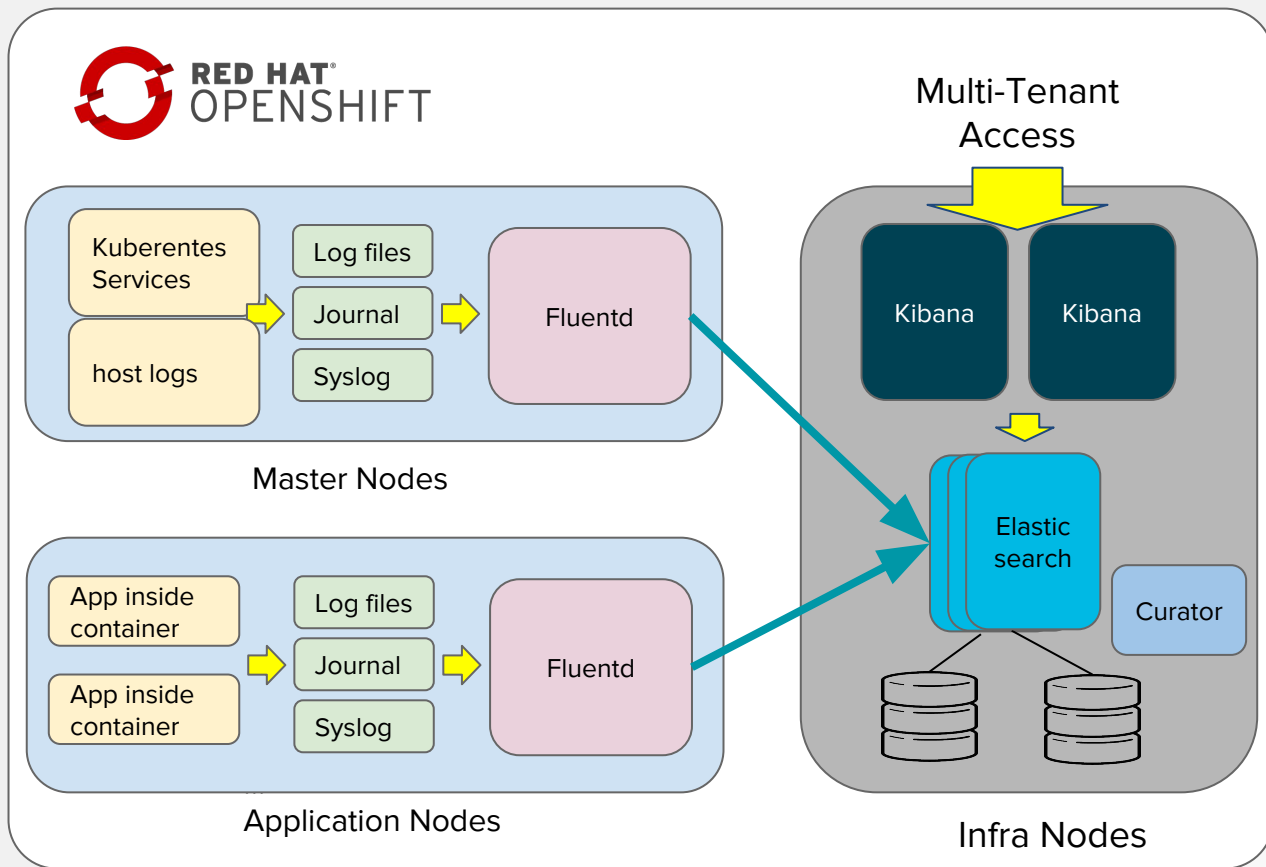 RED HAT®
OPENSHIFT
Multi-Tenant
Access
Kuberentes
Services
host logs
Log files
Journal
Syslog
Fluentd
Master Nodes
App inside
container
App inside
container
Log files
Journal
Syslog
Fluentd
...
Application Nodes
Kibana
Kibana
Elastic
search
Curator
Infra Nodes